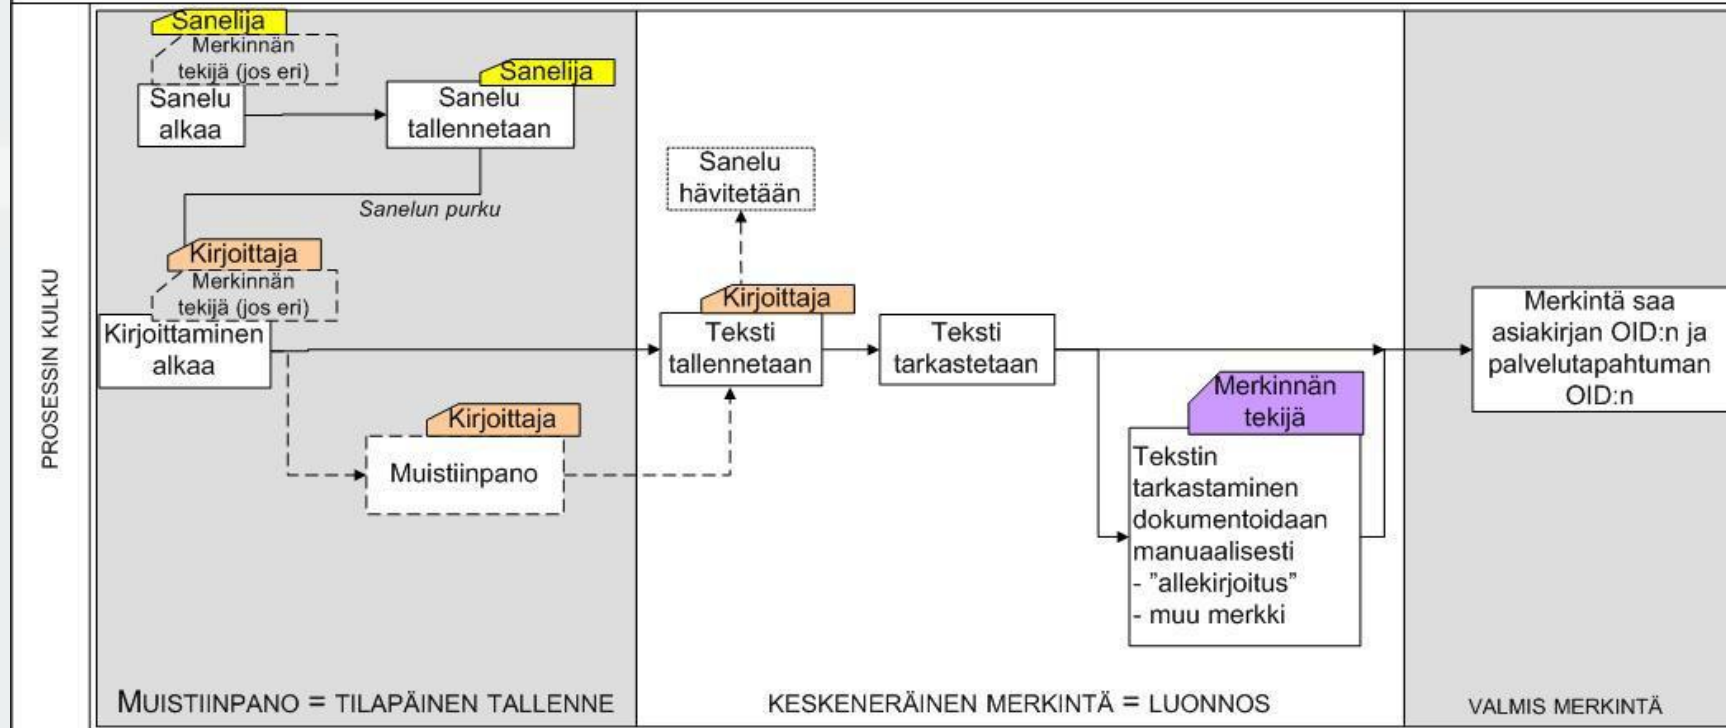 PROSESSIN KULKU
Sanelija
Merkinnän
tekijä (jos eri)
Sanelu
alkaa
Sanelija
Sanelu
tallennetaan
Sanelun purku
Kirjoittaja
Merkinnän
tekijä (jos eri)
Kirjoittaminen
alkaa
Kirjoittaja
Muistiinpano
MUISTIINPANO = TILAPÄINEN TALLENNE
Sanelu
hävitetään
Kirjoittaja
Teksti
tallennetaan
Teksti
tarkastetaan
Merkinnän
tekijä
Tekstin
tarkastaminen
dokumentoidaan
manuaalisesti
- ”allekirjoitus”
- muu merkki
KESKENERÄINEN MERKINTÄ = LUONNOS
Merkintä saa
asiakirjan OID:n ja
palvelutapahtuman
OID:n
VALMIS MERKINTÄ